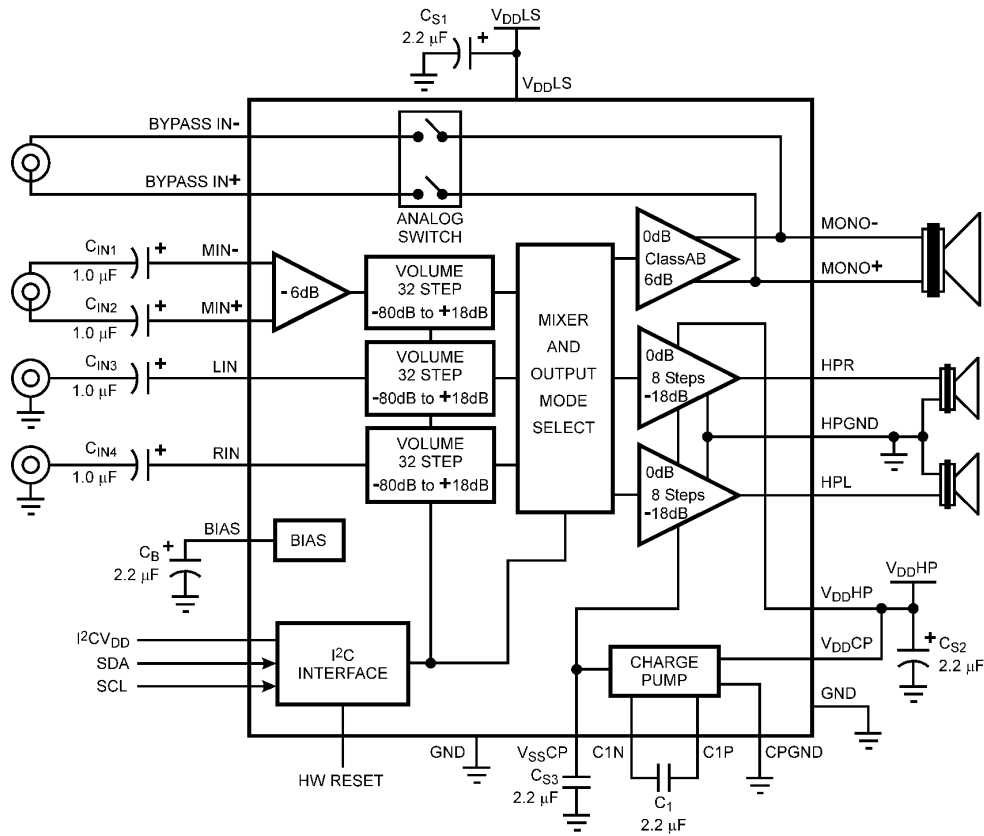 CS1
2.2 µF
+
VDDLS
VDDLS
BYPASS IN-
BYPASS IN+
ANALOG
SWITCH
CIN1
1.0 µF
+
MIN-
CIN2
1.0 µF
+
MIN+
-6dB
VOLUME
32 STEP
-80dB to +18dB
CIN3
1.0 µF
+
LIN
VOLUME
32 STEP
-80dB to +18dB
CIN4
1.0 µF
+
RIN
VOLUME
32 STEP
-80dB to +18dB
MIXER
AND
OUTPUT
MODE
SELECT
0dB
ClassAB
6dB
MONO-
MONO+
0dB
8 Steps
-18dB
HPR
HPGND
0dB
8 Steps
-18dB
HPL
BIAS
BIAS
CB
+
2.2 µF
I²CVDD
SDA
SCL
I²C
INTERFACE
HW RESET
CHARGE
PUMP
VDDHP
VDDHP
VDDCP
+
CS2
2.2 µF
GND
GND
VSSCP
C1N
C1P
CPGND
CS3
2.2 µF
C1
2.2 µF